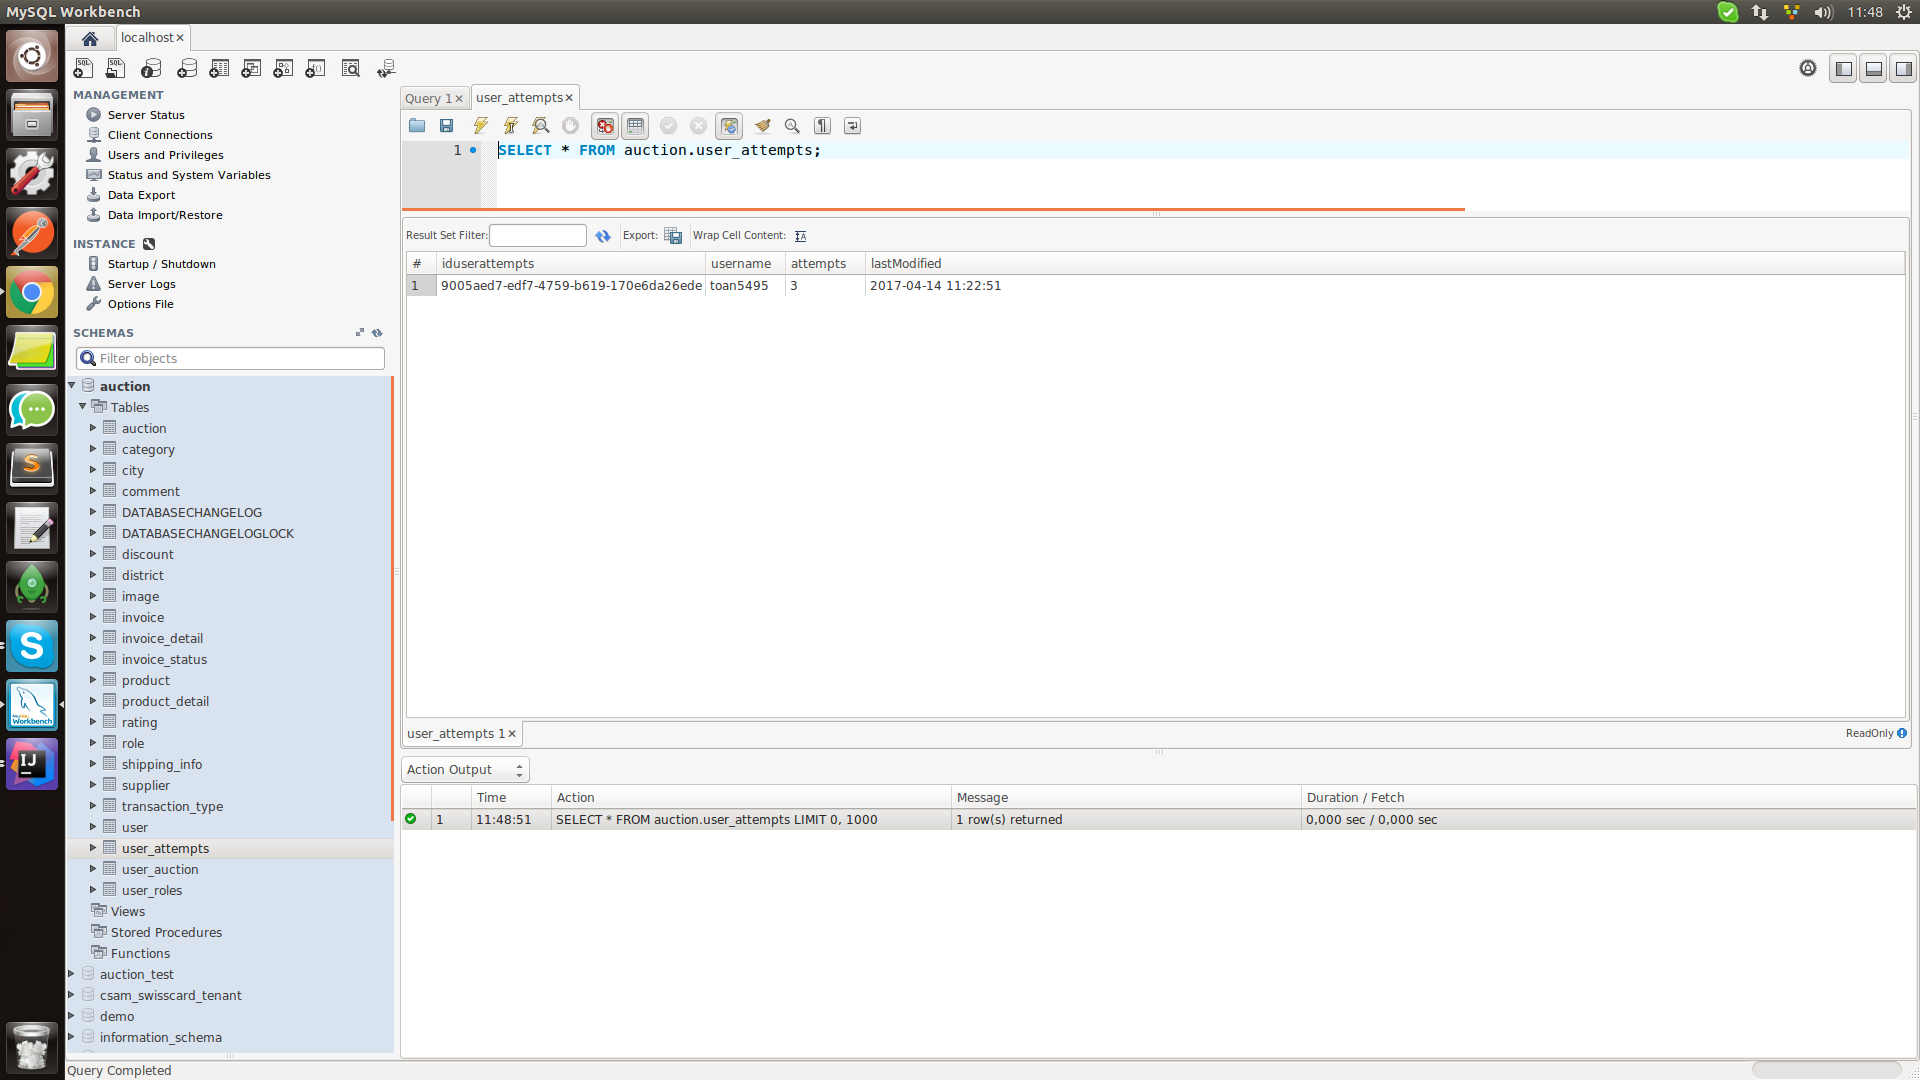 MySQL Workbench
11:48
localhost
MANAGEMENT
Server Status
Client Connections
Users and Privileges
Status and System Variables
Data Export
Data Import/Restore
INSTANCE
Startup / Shutdown
Server Logs
Options File
SCHEMAS
Filter objects
auction
Tables
auction
category
city
comment
DATABASECHANGELOG
DATABASECHANGELOGLOCK
discount
district
image
invoice
invoice_detail
invoice_status
product
product_detail
rating
role
shipping_info
supplier
transaction_type
user
user_attempts
user_auction
user_roles
Views
Stored Procedures
Functions
auction_test
csam_swisscard_tenant
demo
information_schema
Query 1
user_attempts
1 SELECT * FROM auction.user_attempts;
Result Set Filter: Export: Wrap Cell Content:
# iduserattempts username attempts lastModified
1 9005aed7-edf7-4759-b619-170e6da26ede toan5495 3 2017-04-14 11:22:51
user_attempts 1
ReadOnly
Action Output
Time Action Message Duration / Fetch
1 11:48:51 SELECT * FROM auction.user_attempts LIMIT 0, 1000 1 row(s) returned 0,000 sec / 0,000 sec
Query Completed